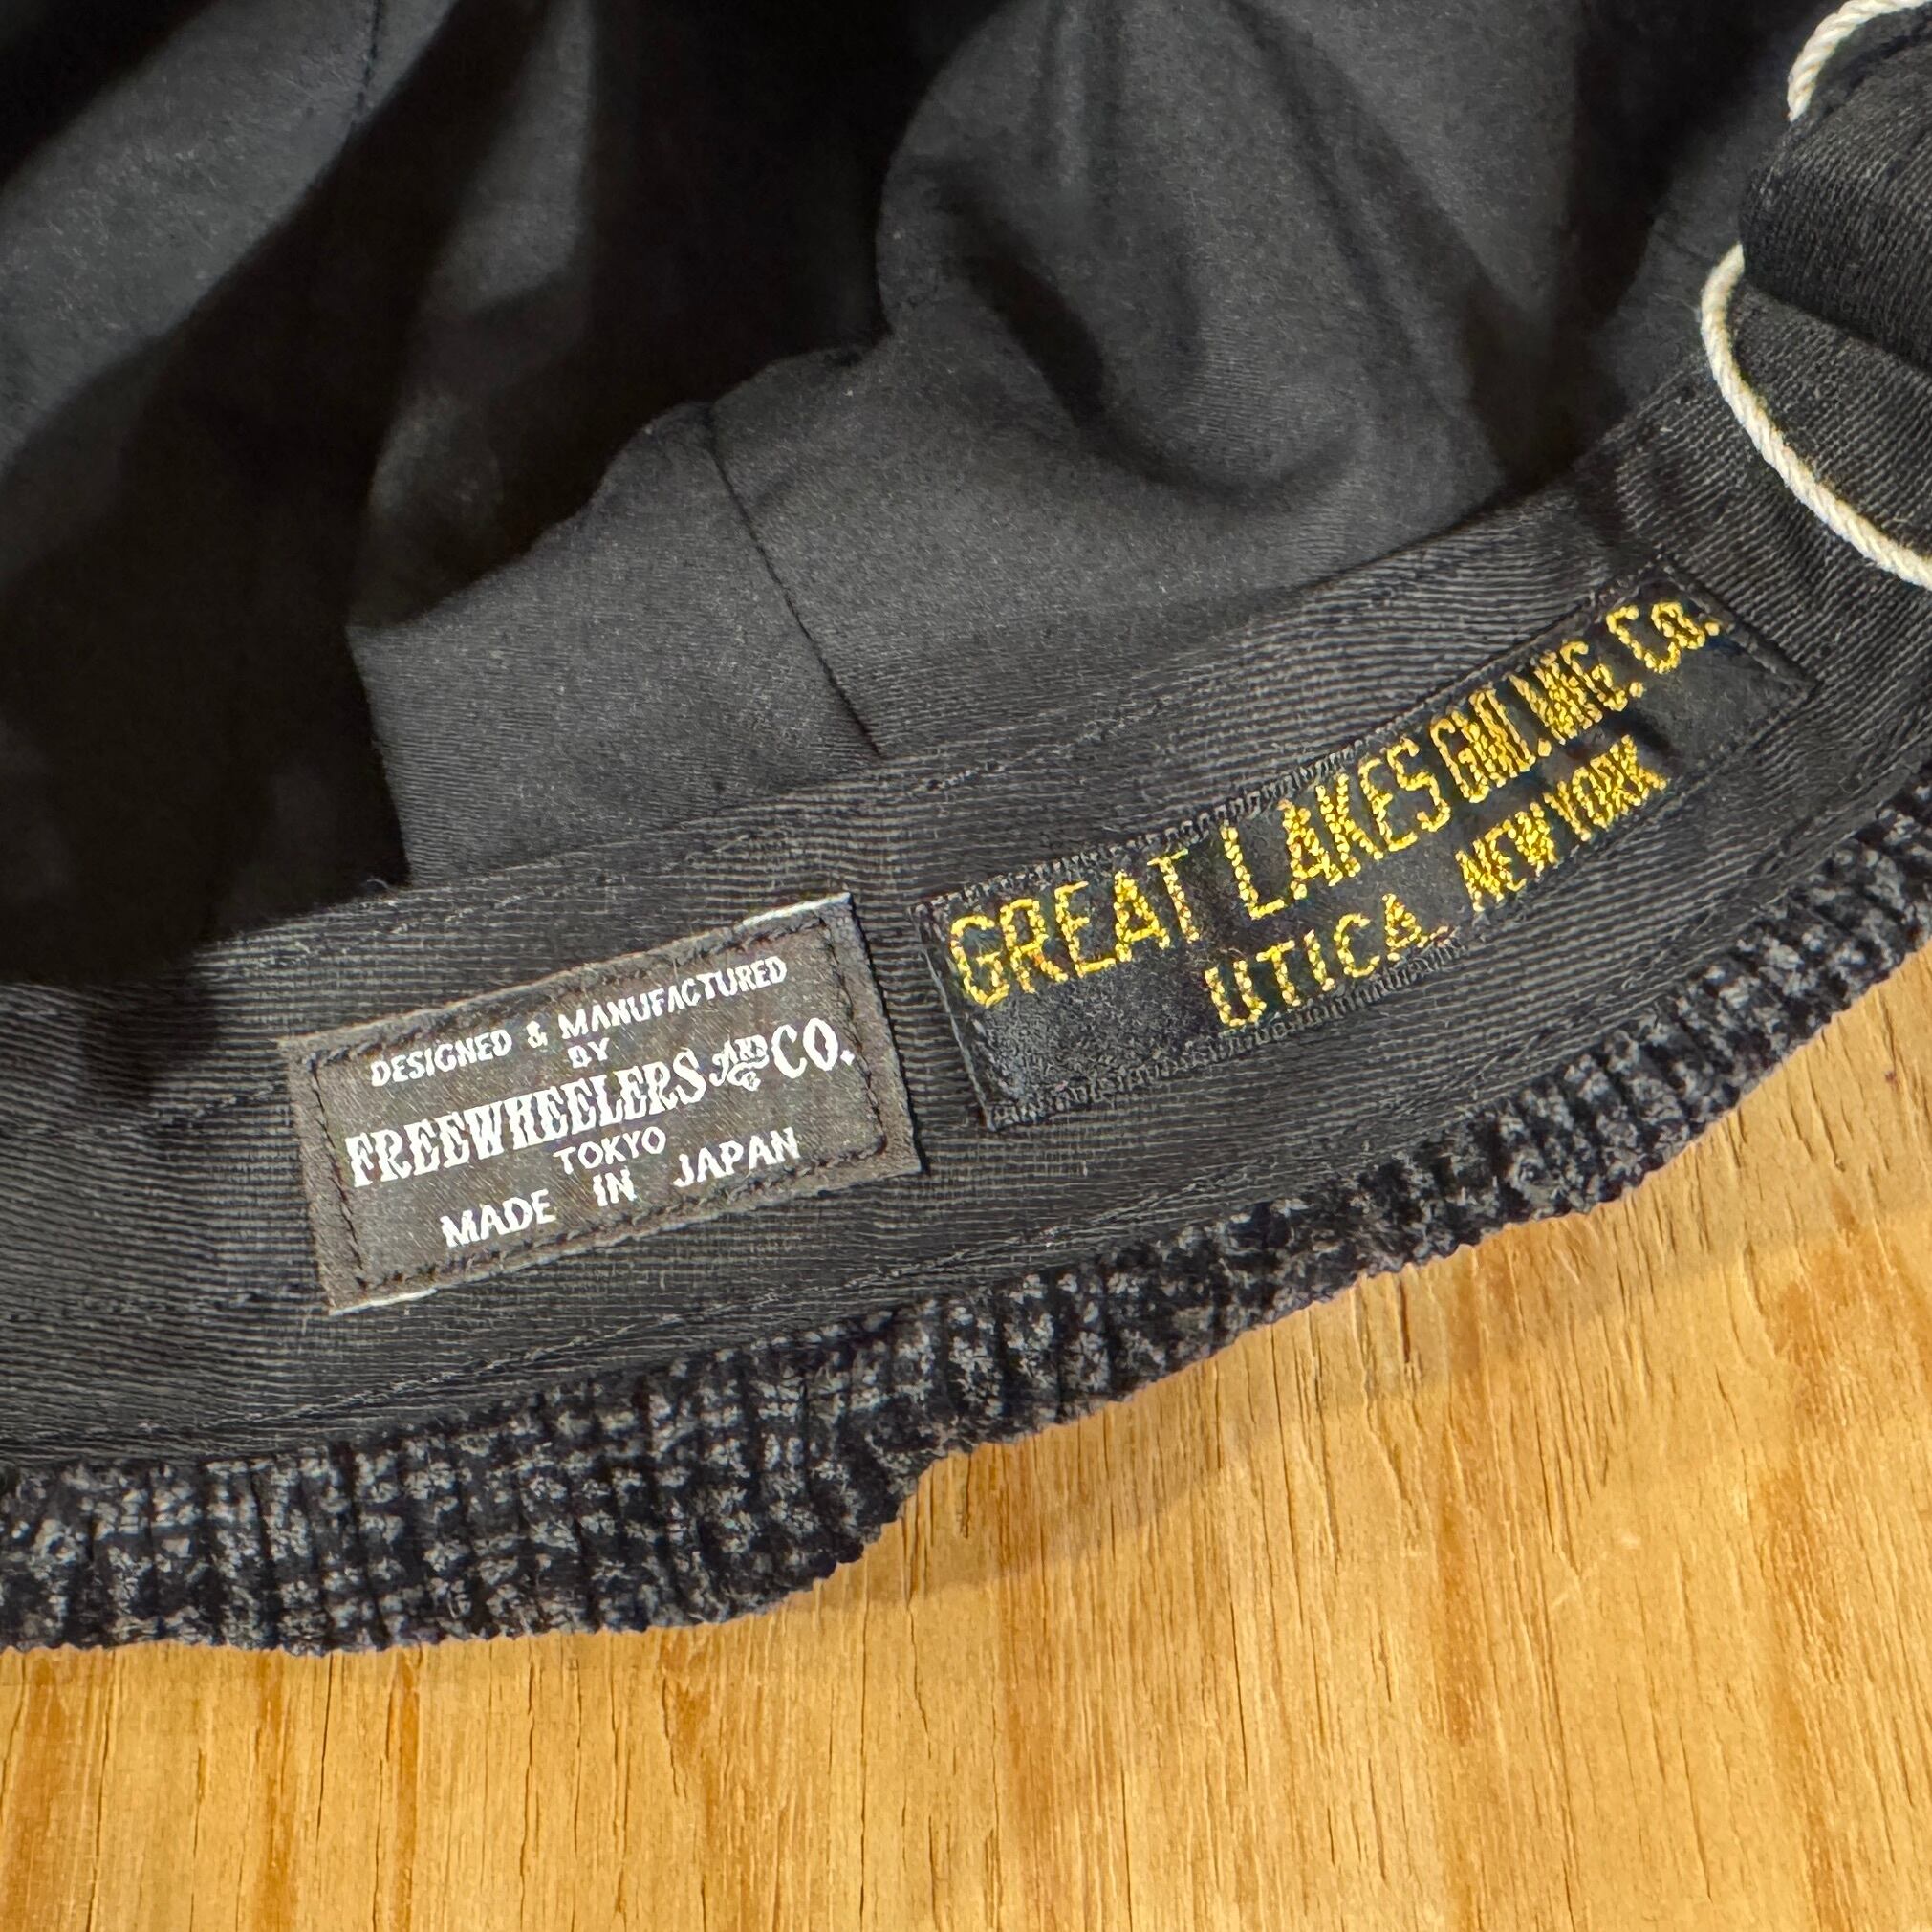 DESIGNED & MANUFACTURED
BY
FREEWHEELERS AND CO.
TOKYO
MADE IN JAPAN
GREAT LAKES GMT. MFG. Co.
UTICA, NEW YORK